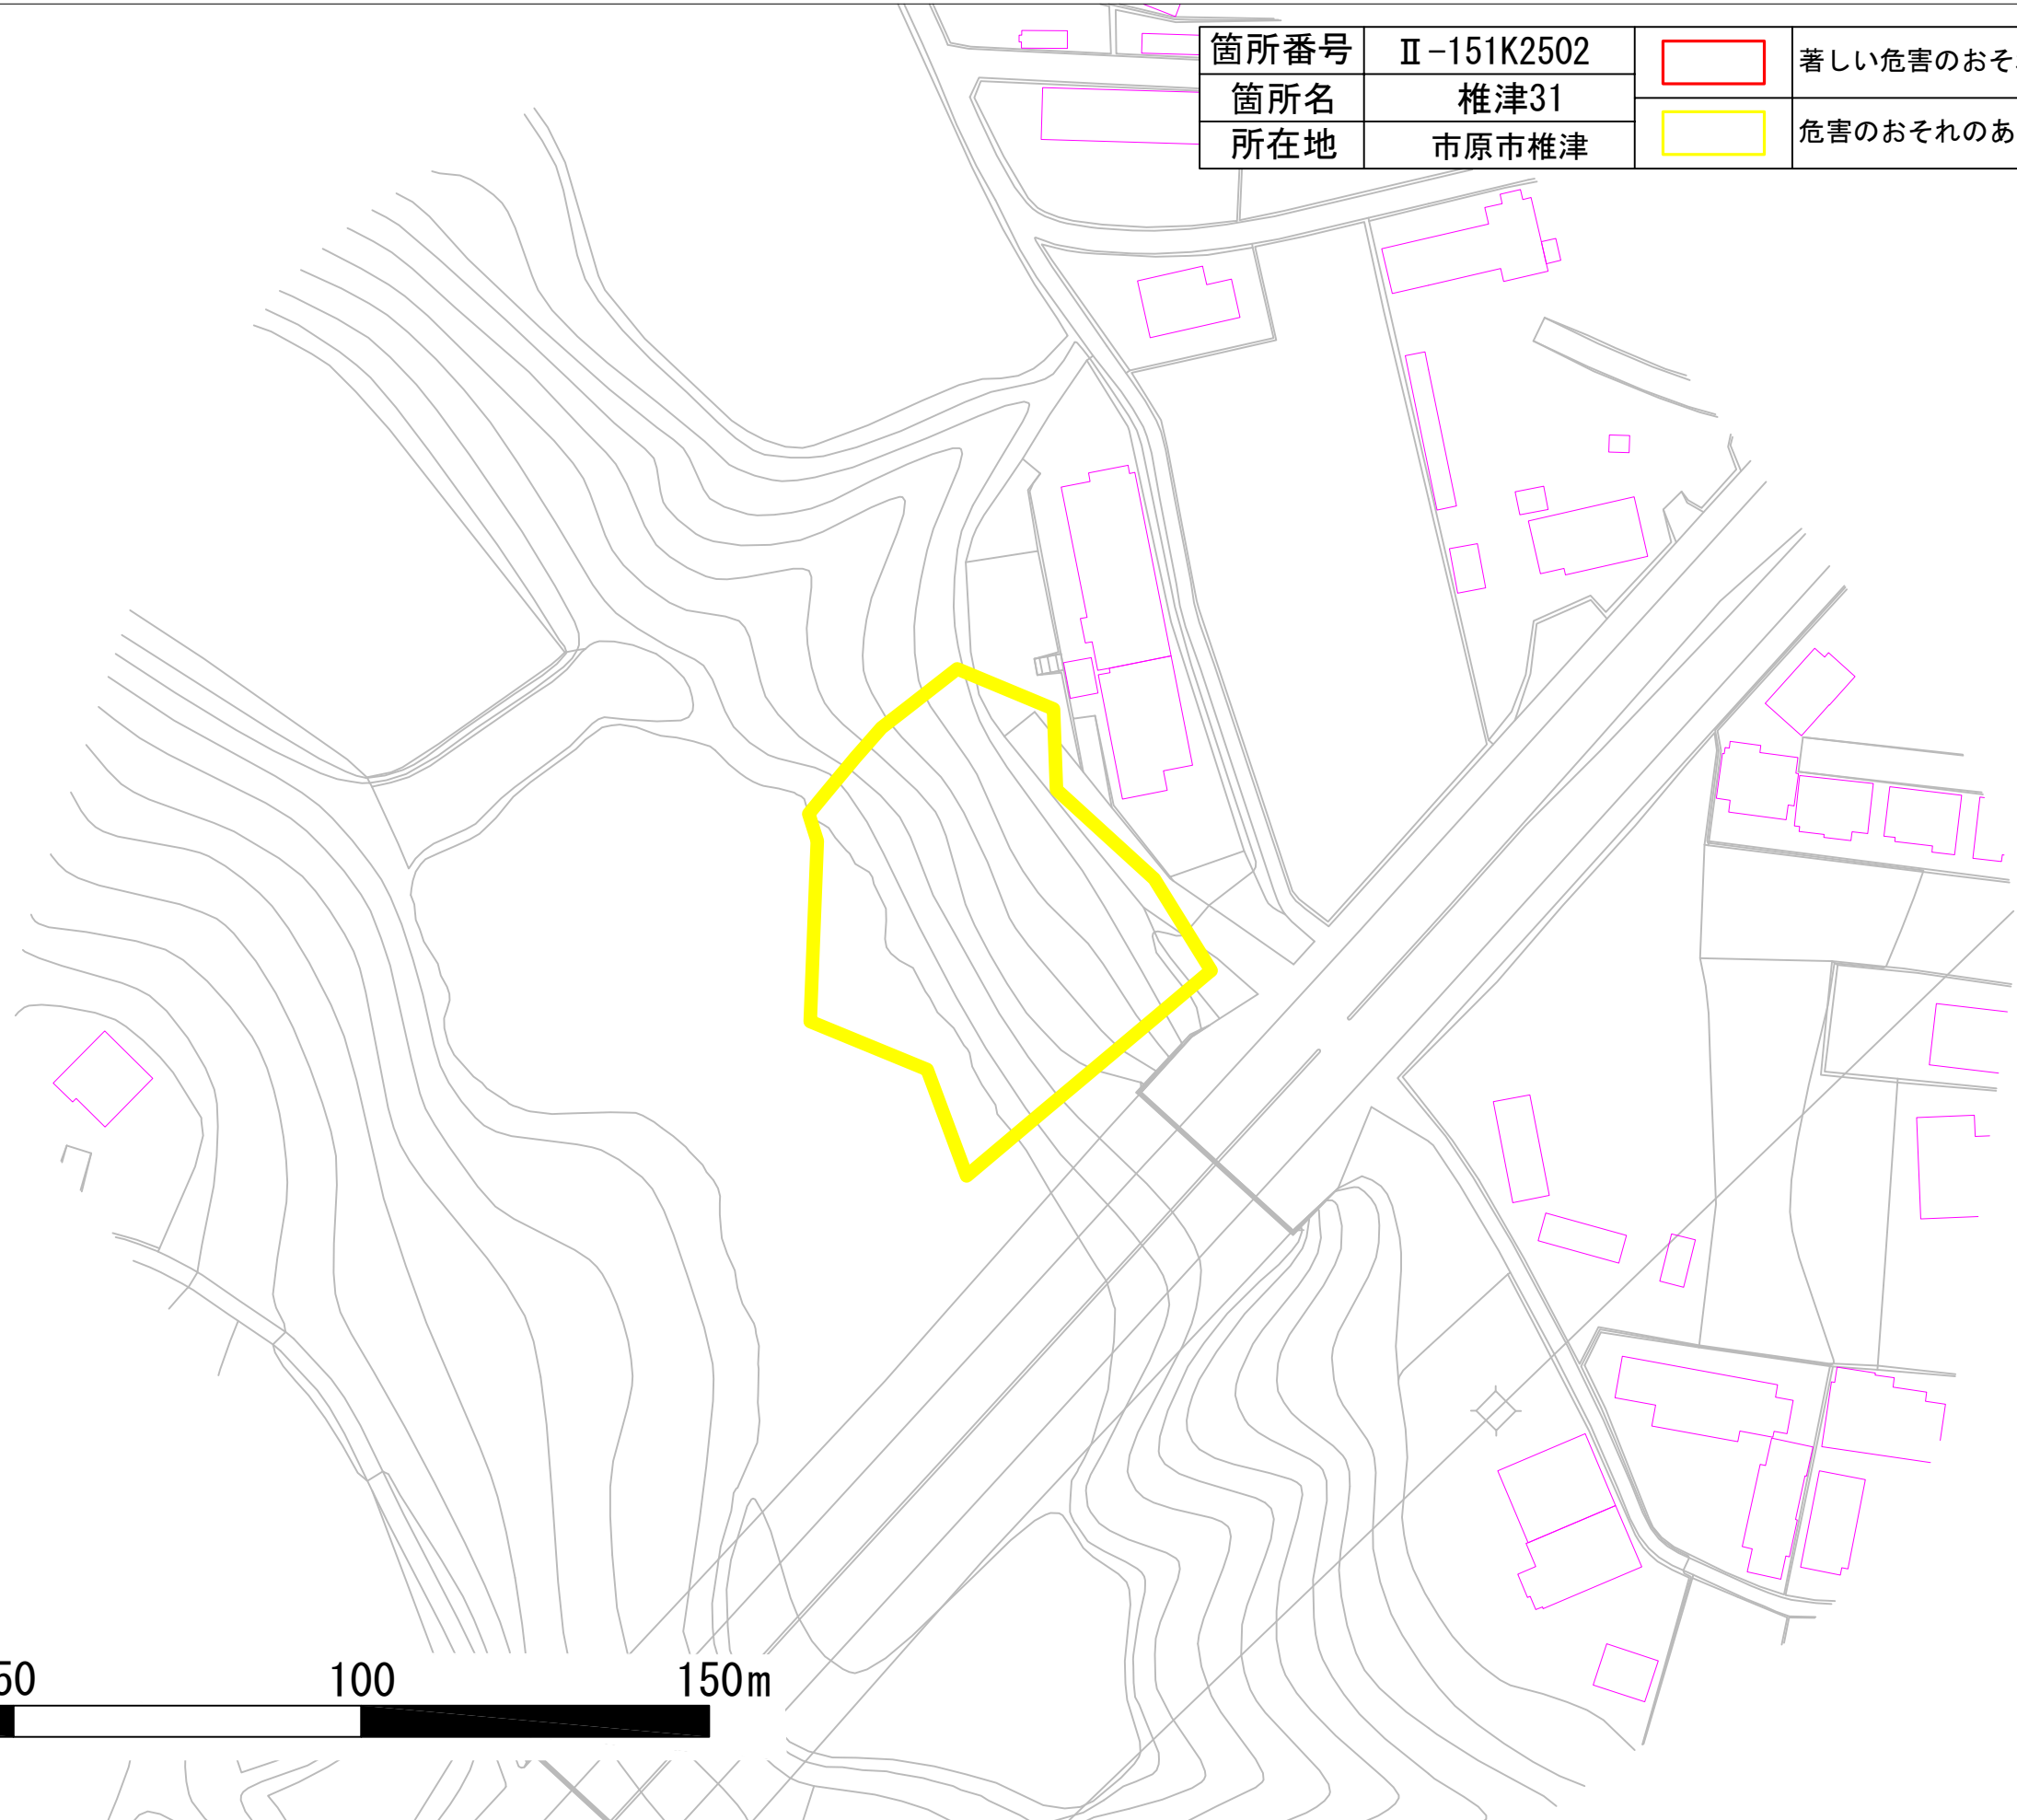 箇所番号 Ⅱ-151K2502 著しい危害のおそ
箇所名 椎津31
危害のおそれのあ
所在地 市原市椎津
50 100 150m